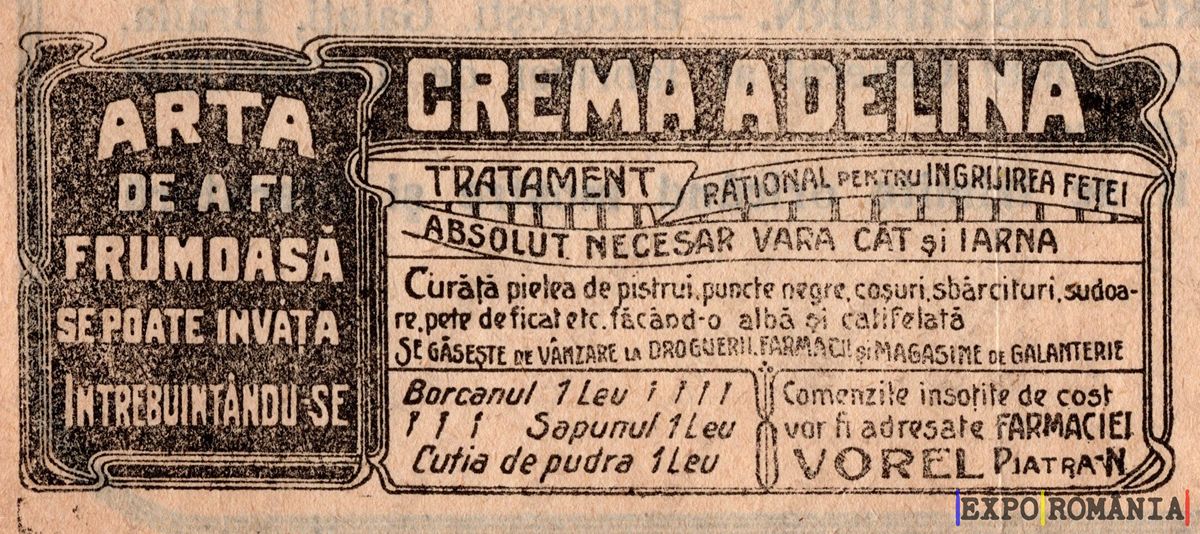 ARTA
DE A FI
FRUMOASĂ
SE POATE INVĂȚA
ÎNTREBUINTÂNDU-SE
CREMA ADELINA
TRATAMENT RAȚIONAL PENTRU INGRIJIREA FEȚEI
ABSOLUT NECESAR VARA CÂT și IARNA
Curăță pielea de pistrui, puncte negre, coșuri, sbârcituri, sudoa-
re, pete de ficat etc. făcând-o albă și catifelată
SE GĂSEȘTE DE VÂNZARE LA DROGUERII, FARMACII și MAGASINE DE GALANTERIE
Borcanul 1 Leu
Sapunul 1 Leu
Cutia de pudra 1 Leu
Comenzile insoțite de cost
vor fi adresate FARMACIEI
VOREL PIATRA-N
EXPO ROMÂNIA